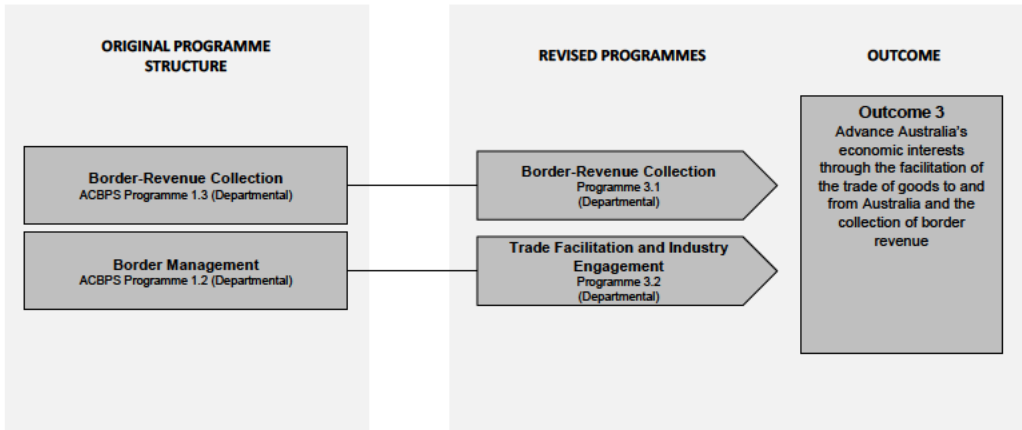 ORIGINAL PROGRAMME
STRUCTURE
REVISED PROGRAMMES
OUTCOME
Border-Revenue Collection
ACBPS Programme 1.3 (Departmental)
Border Management
ACBPS Programme 1.2 (Departmental)
Border-Revenue Collection
Programme 3.1
(Departmental)
Trade Facilitation and Industry
Engagement
Programme 3.2
(Departmental)
Outcome 3
Advance Australia's
economic interests
through the facilitation of
the trade of goods to and
from Australia and the
collection of border
revenue